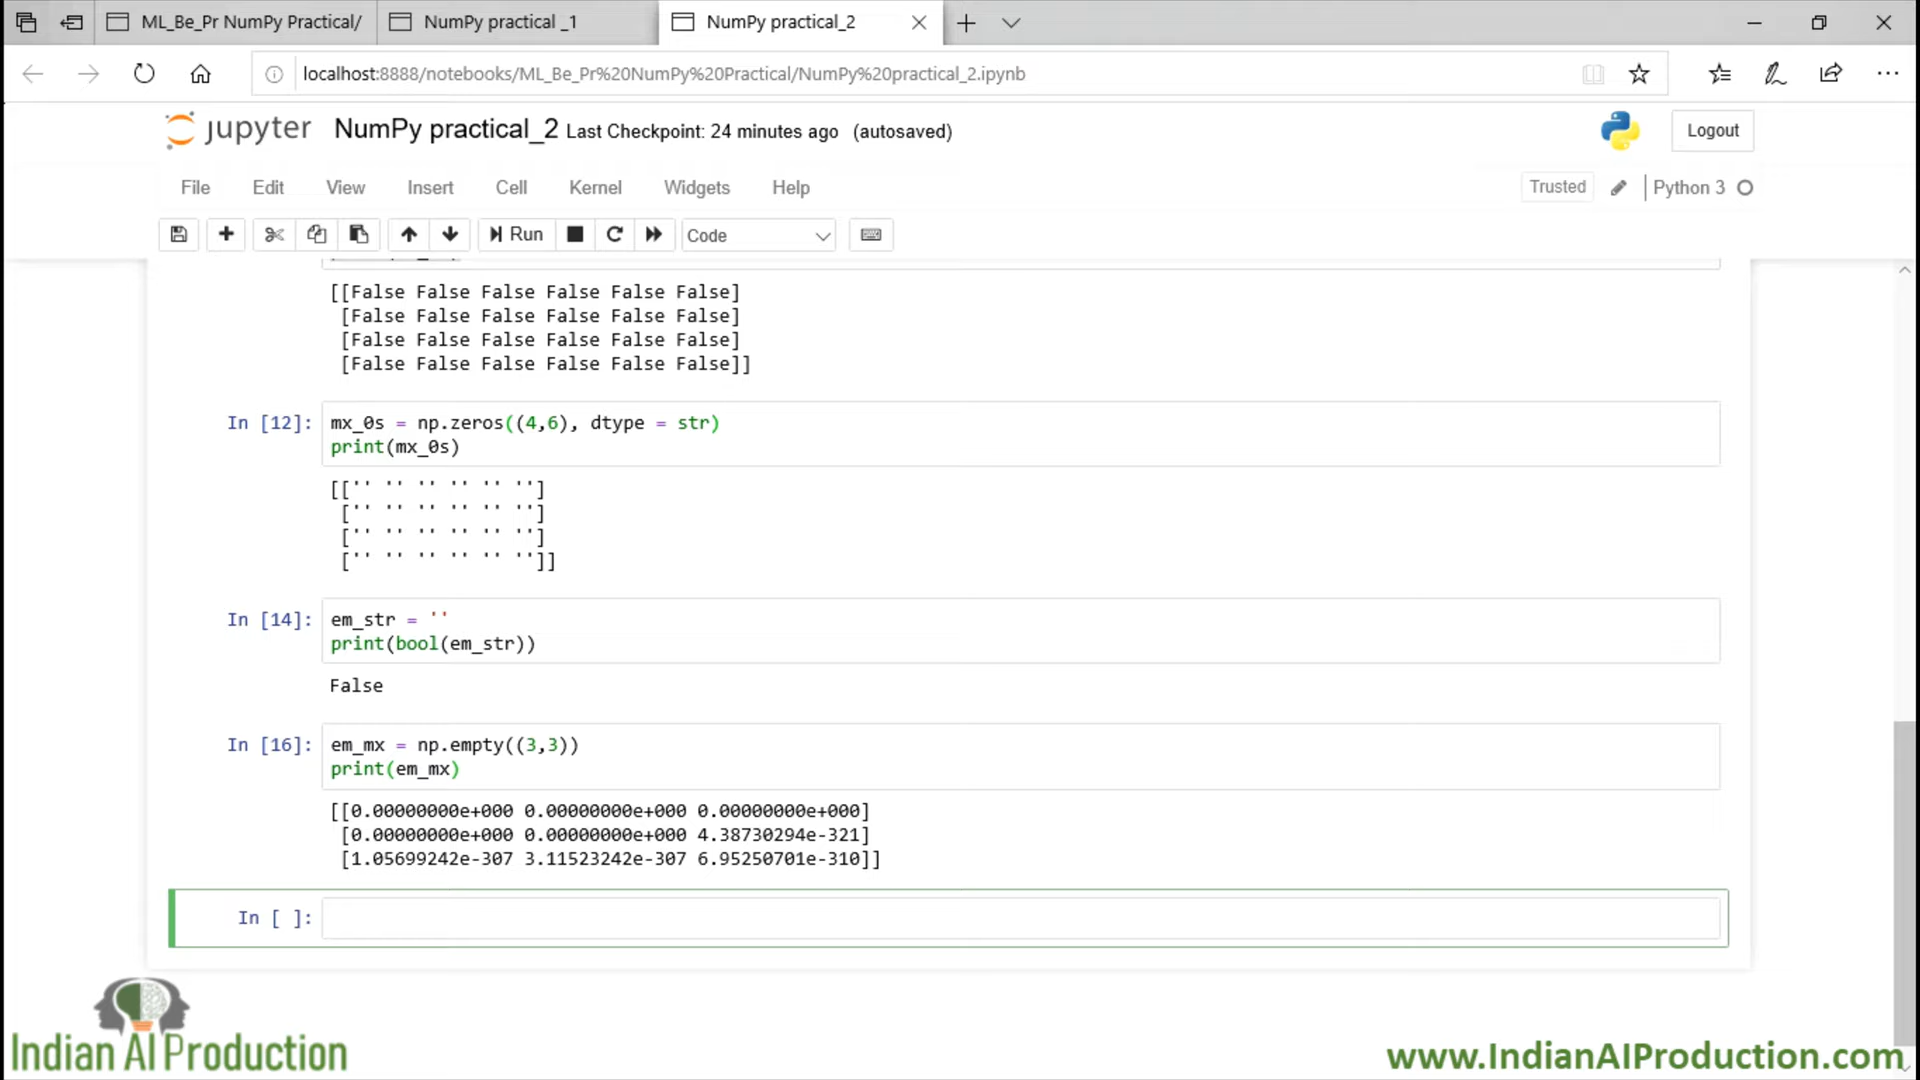 ML_Be_Pr NumPy Practical/
NumPy practical _1
NumPy practical_2
localhost:8888/notebooks/ML_Be_Pr%20NumPy%20Practical/NumPy%20practical_2.ipynb
jupyter NumPy practical_2 Last Checkpoint: 24 minutes ago (autosaved)
Logout
File Edit View Insert Cell Kernel Widgets Help
Trusted Python 3
Run Code
[[False False False False False False]
[False False False False False False]
[False False False False False False]
[False False False False False False]]
In [12]: mx_0s = np.zeros((4,6), dtype = str)
print(mx_0s)
[['' '' '' '' '' '']
['' '' '' '' '' '']
['' '' '' '' '' '']
['' '' '' '' '' '']]
In [14]: em_str = ''
print(bool(em_str))
False
In [16]: em_mx = np.empty((3,3))
print(em_mx)
[[0.00000000e+000 0.00000000e+000 0.00000000e+000]
[0.00000000e+000 0.00000000e+000 4.38730294e-321]
[1.05699242e-307 3.11523242e-307 6.95250701e-310]]
In [ ]:
Indian AI Production
www.IndianAIProduction.com